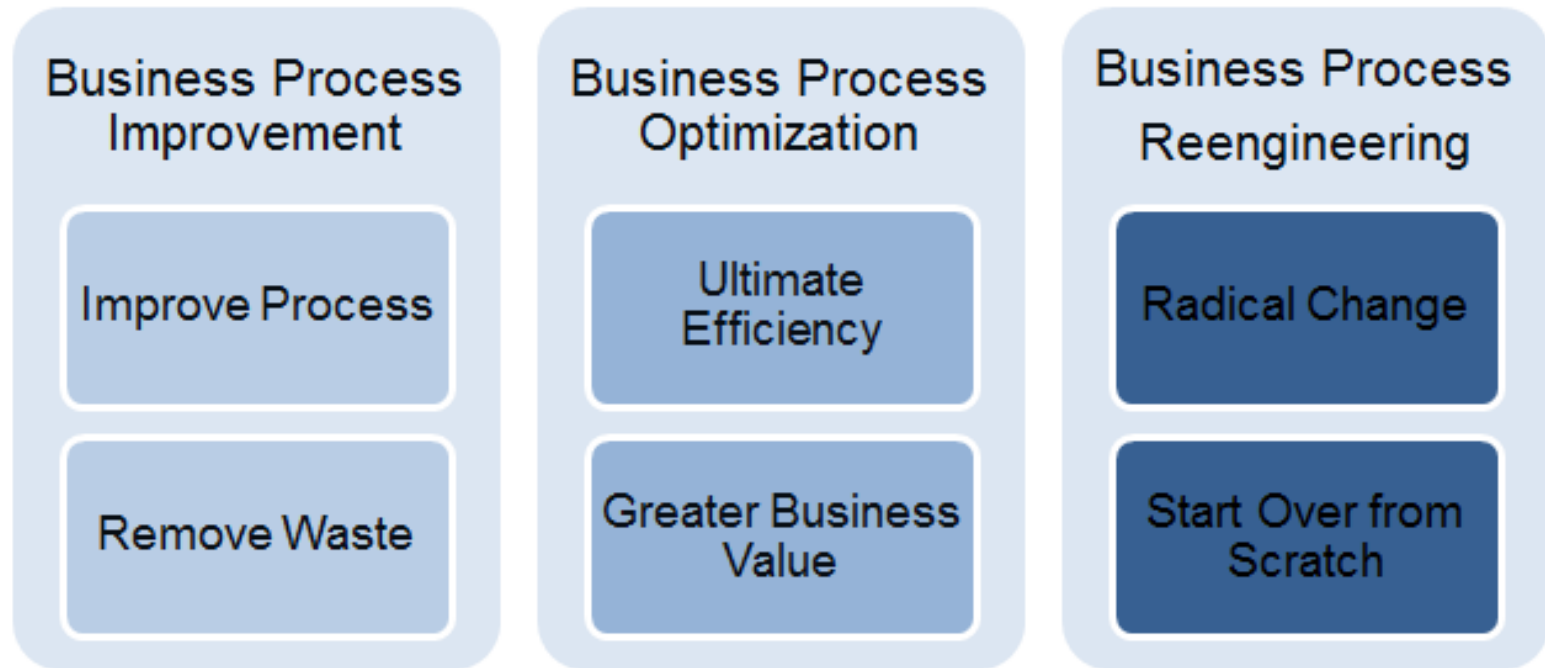 Business Process
Improvement
Improve Process
Remove Waste
Business Process
Optimization
Ultimate
Efficiency
Greater Business
Value
Business Process
Reengineering
Radical Change
Start Over from
Scratch